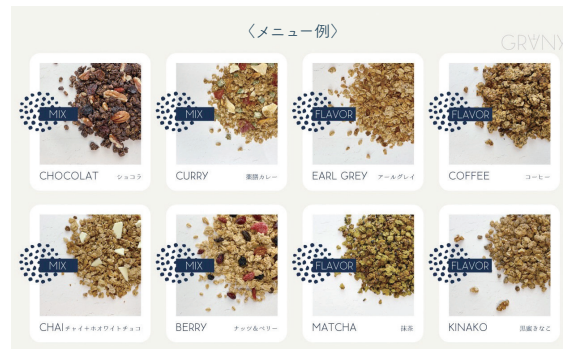 〈メニュー例〉
GRANX
MIX
MIX
FLAVOR
FLAVOR
CHOCOLAT ショコラ
CURRY 薬膳カレー
EARL GREY アールグレイ
COFFEE コーヒー
MIX
MIX
FLAVOR
FLAVOR
CHAI チャイ+ホワイトチョコ
BERRY ナッツ&ベリー
MATCHA 抹茶
KINAKO 黒歳きなこ